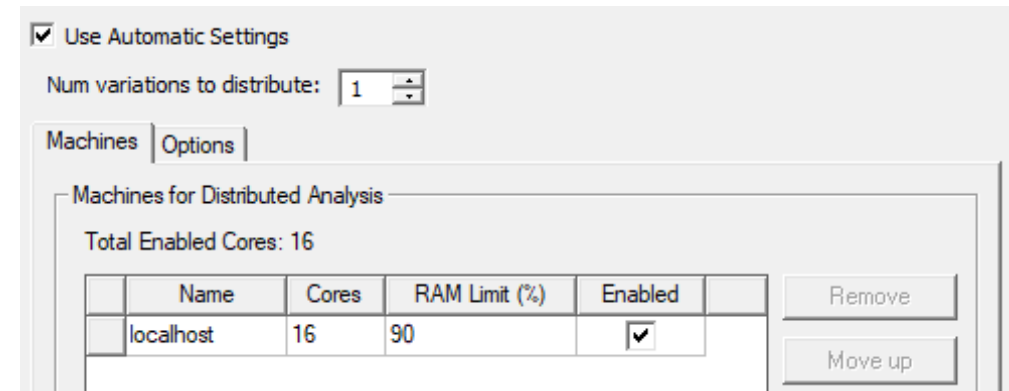 Use Automatic Settings
Num variations to distribute: 1
Machines Options
Machines for Distributed Analysis
Total Enabled Cores: 16
Name Cores RAM Limit (%) Enabled
Remove
localhost 16 90
Move up